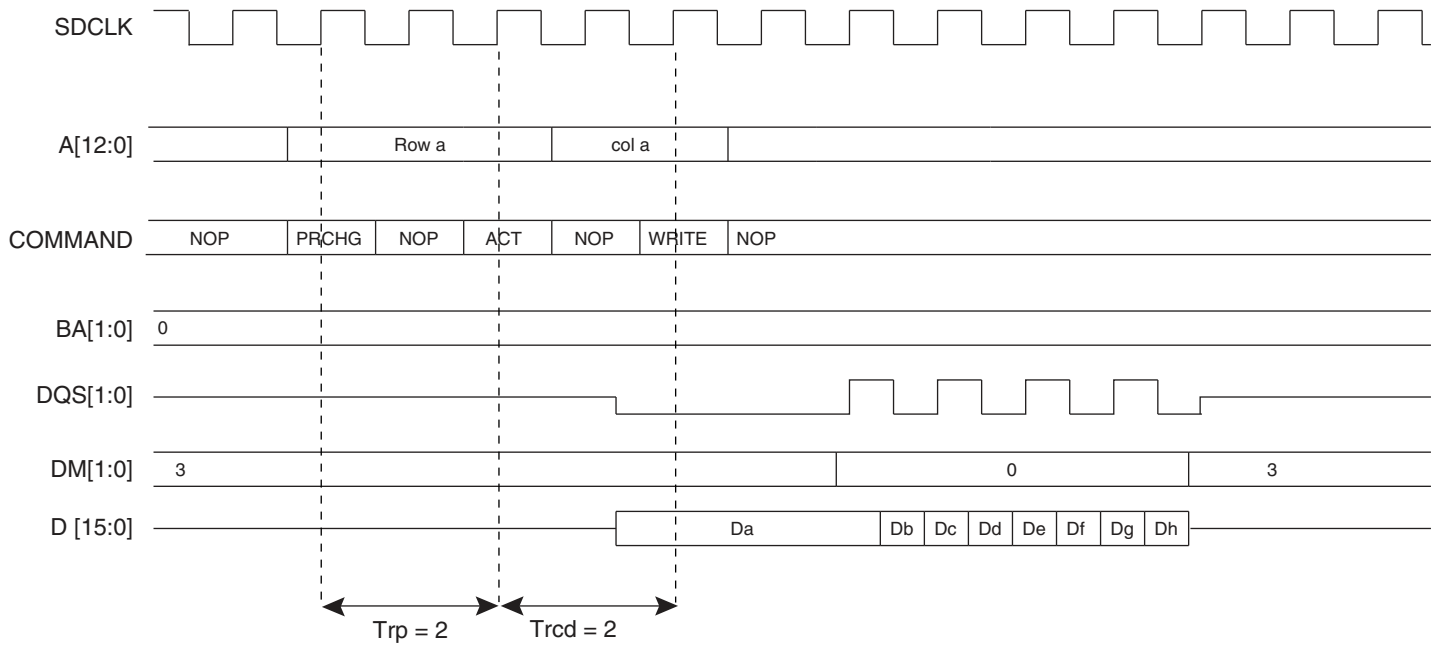 SDCLK
A[12:0] Row a col a
COMMAND NOP PRCHG NOP ACT NOP WRITE NOP
BA[1:0] 0
DQS[1:0]
DM[1:0] 3 0 3
D [15:0] Da Db Dc Dd De Df Dg Dh
Trp = 2 Trcd = 2